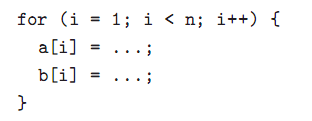 for (i = 1; i < n; i++) {
  a[i] = ...;
  b[i] = ...;
}